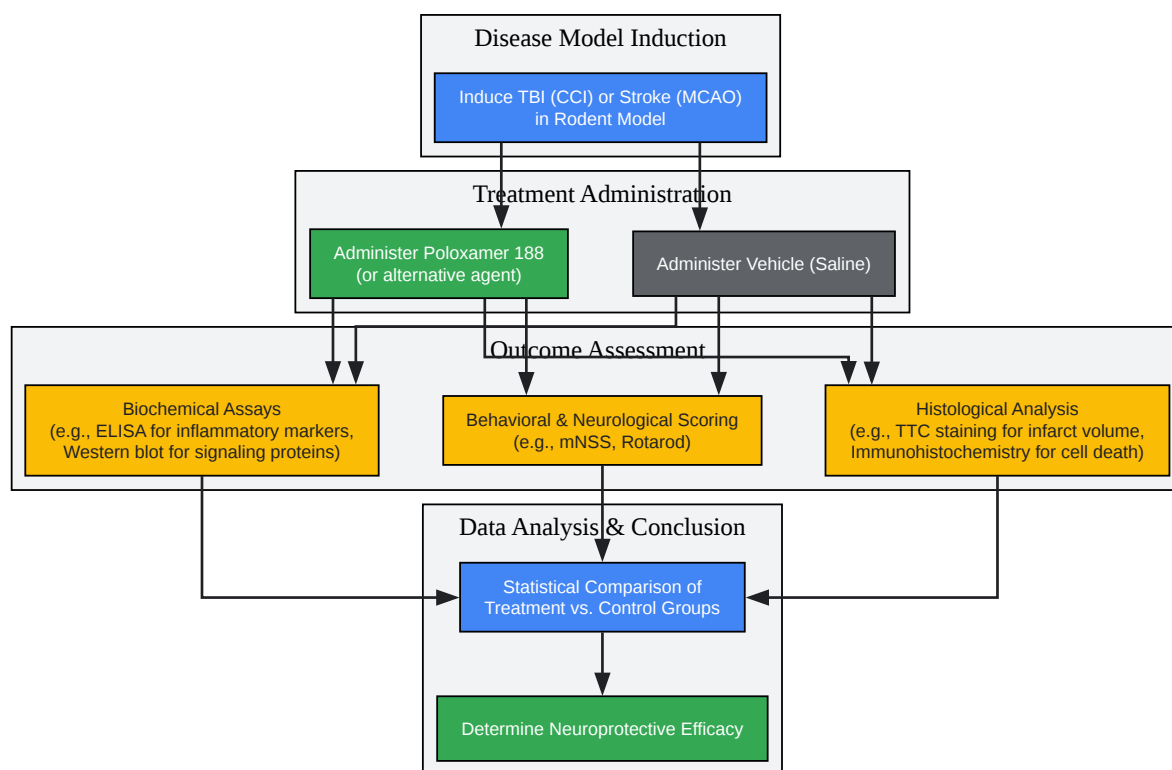 Disease Model Induction
Induce TBI (CCI) or Stroke (MCAO)
in Rodent Model
Treatment Administration
Administer Poloxamer 188
(or alternative agent)
Administer Vehicle (Saline)
Outcome Assessment
Biochemical Assays
(e.g., ELISA for inflammatory markers,
Western blot for signaling proteins)
Behavioral & Neurological Scoring
(e.g., mNSS, Rotarod)
Histological Analysis
(e.g., TTC staining for infarct volume,
Immunohistochemistry for cell death)
Data Analysis & Conclusion
Statistical Comparison of
Treatment vs. Control Groups
Determine Neuroprotective Efficacy